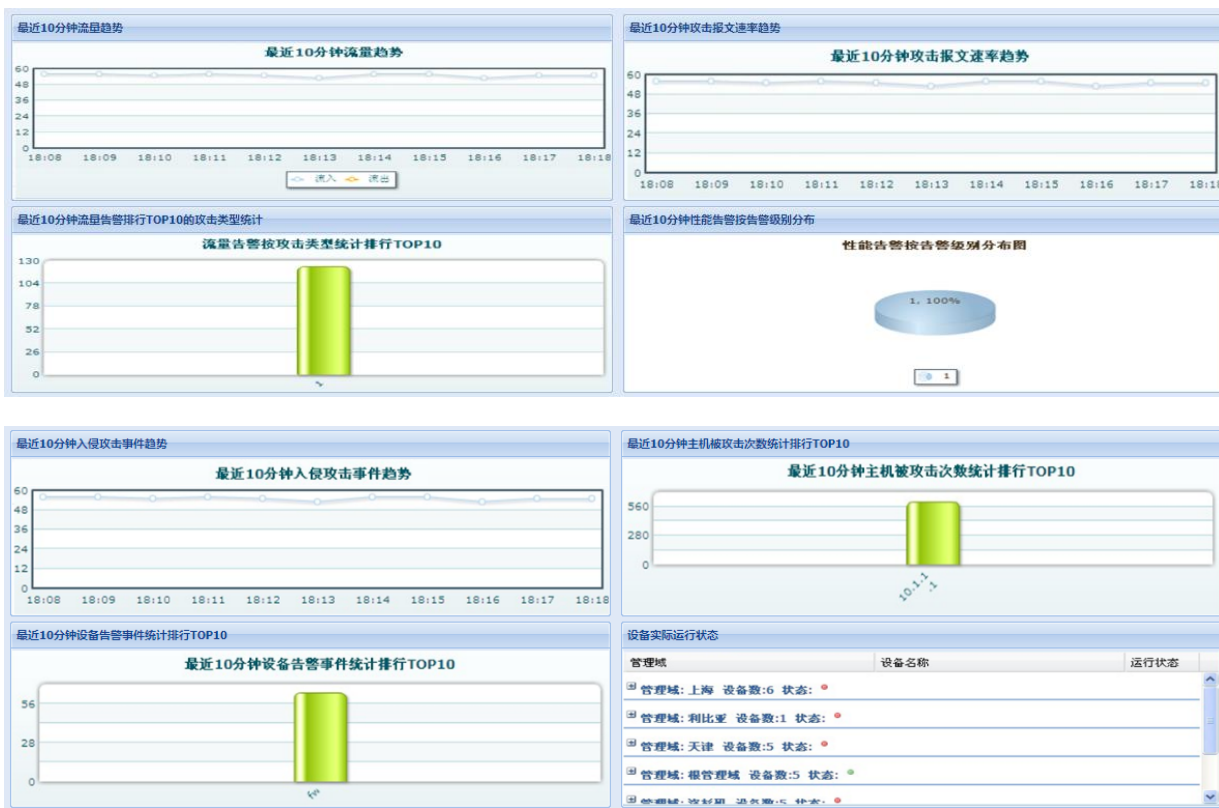 最近10分钟流量趋势
最近10分钟流量趋势
60
48
36
24
12
0
18:08 18:09 18:10 18:11 18:12 18:13 18:14 18:15 18:16 18:17 18:18
流入 流出
最近10分钟攻击报文速率趋势
最近10分钟攻击报文速率趋势
60
48
36
24
12
0
18:08 18:09 18:10 18:11 18:12 18:13 18:14 18:15 18:16 18:17
最近10分钟流量告警排行TOP10的攻击类型统计
流量告警按攻击类型统计排行TOP10
130
104
78
52
26
0
1
最近10分钟性能告警按告警级别分布
性能告警按告警级别分布图
1, 100%
1
最近10分钟入侵攻击事件趋势
最近10分钟入侵攻击事件趋势
60
48
36
24
12
0
18:08 18:09 18:10 18:11 18:12 18:13 18:14 18:15 18:16 18:17 18:18
最近10分钟主机被攻击次数统计排行TOP10
最近10分钟主机被攻击次数统计排行TOP10
560
280
0
10.1.1
.1
最近10分钟设备告警事件统计排行TOP10
最近10分钟设备告警事件统计排行TOP10
56
28
0
设备实际运行状态
管理域 设备名称 运行状态
管理域: 上海 设备数:6 状态:
管理域: 利比亚 设备数:1 状态:
管理域: 天津 设备数:5 状态:
管理域: 根管理域 设备数:5 状态:
管理域: 洛杉矶 设备数:5 状态: